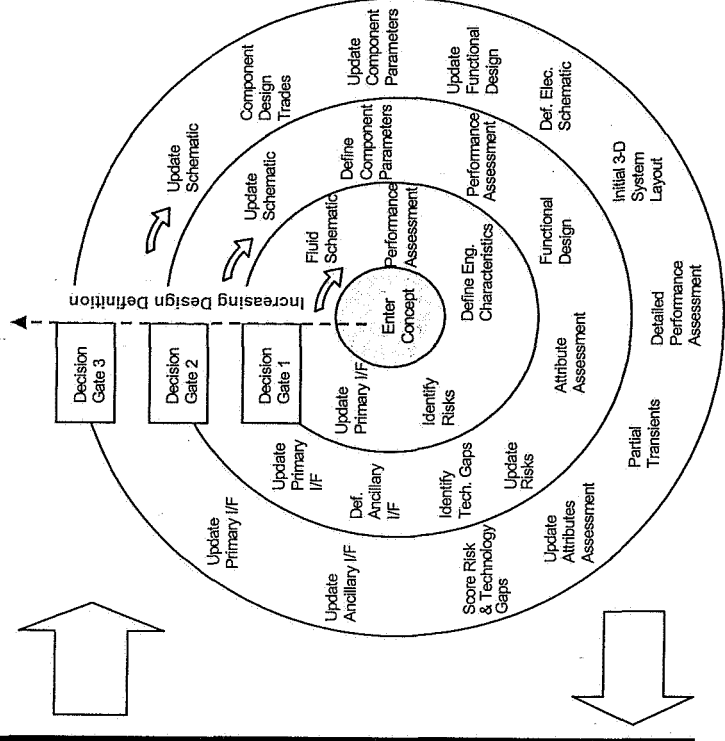 Decision
Gate 3
Decision
Gate 2
Decision
Gate 1
Increasing Design Definition
Enter
Concept
Fluid
Schematic
Performance
Assessment
Define Eng.
Characteristics
Identify
Risks
Update
Primary I/F
Update
Schematic
Define
Component
Parameters
Performance
Assessment
Functional
Design
Attribute
Assessment
Update
Risks
Identify
Tech. Gaps
Def.
Ancillary
I/F
Update
Primary
I/F
Update
Schematic
Component
Design
Trades
Update
Component
Parameters
Update
Functional
Design
Def. Elec.
Schematic
Initial 3-D
System
Layout
Detailed
Performance
Assessment
Partial
Transients
Update
Attributes
Assessment
Score Risk
& Technology
Gaps
Update
Ancillary I/F
Update
Primary I/F